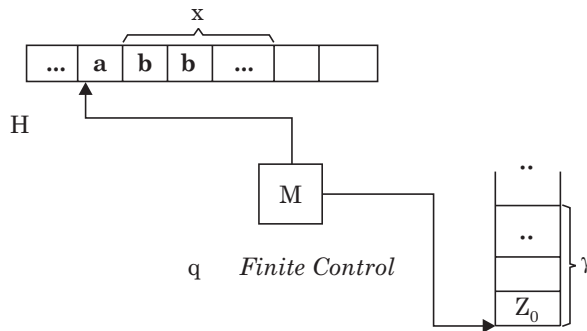 x
... a b b ...
H
M
..
..
γ
q Finite Control
Z₀